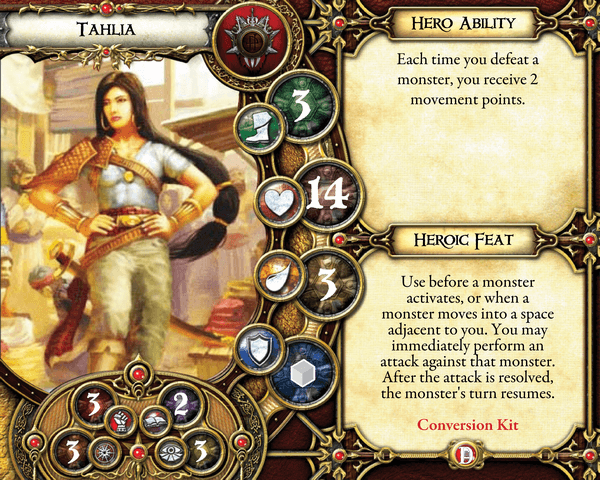 Tahlia
3
14
3
3
2
3
3
Hero Ability
Each time you defeat a
monster, you receive 2
movement points.
Heroic Feat
Use before a monster
activates, or when a
monster moves into a space
adjacent to you. You may
immediately perform an
attack against that monster.
After the attack is resolved,
the monster's turn resumes.
Conversion Kit
D